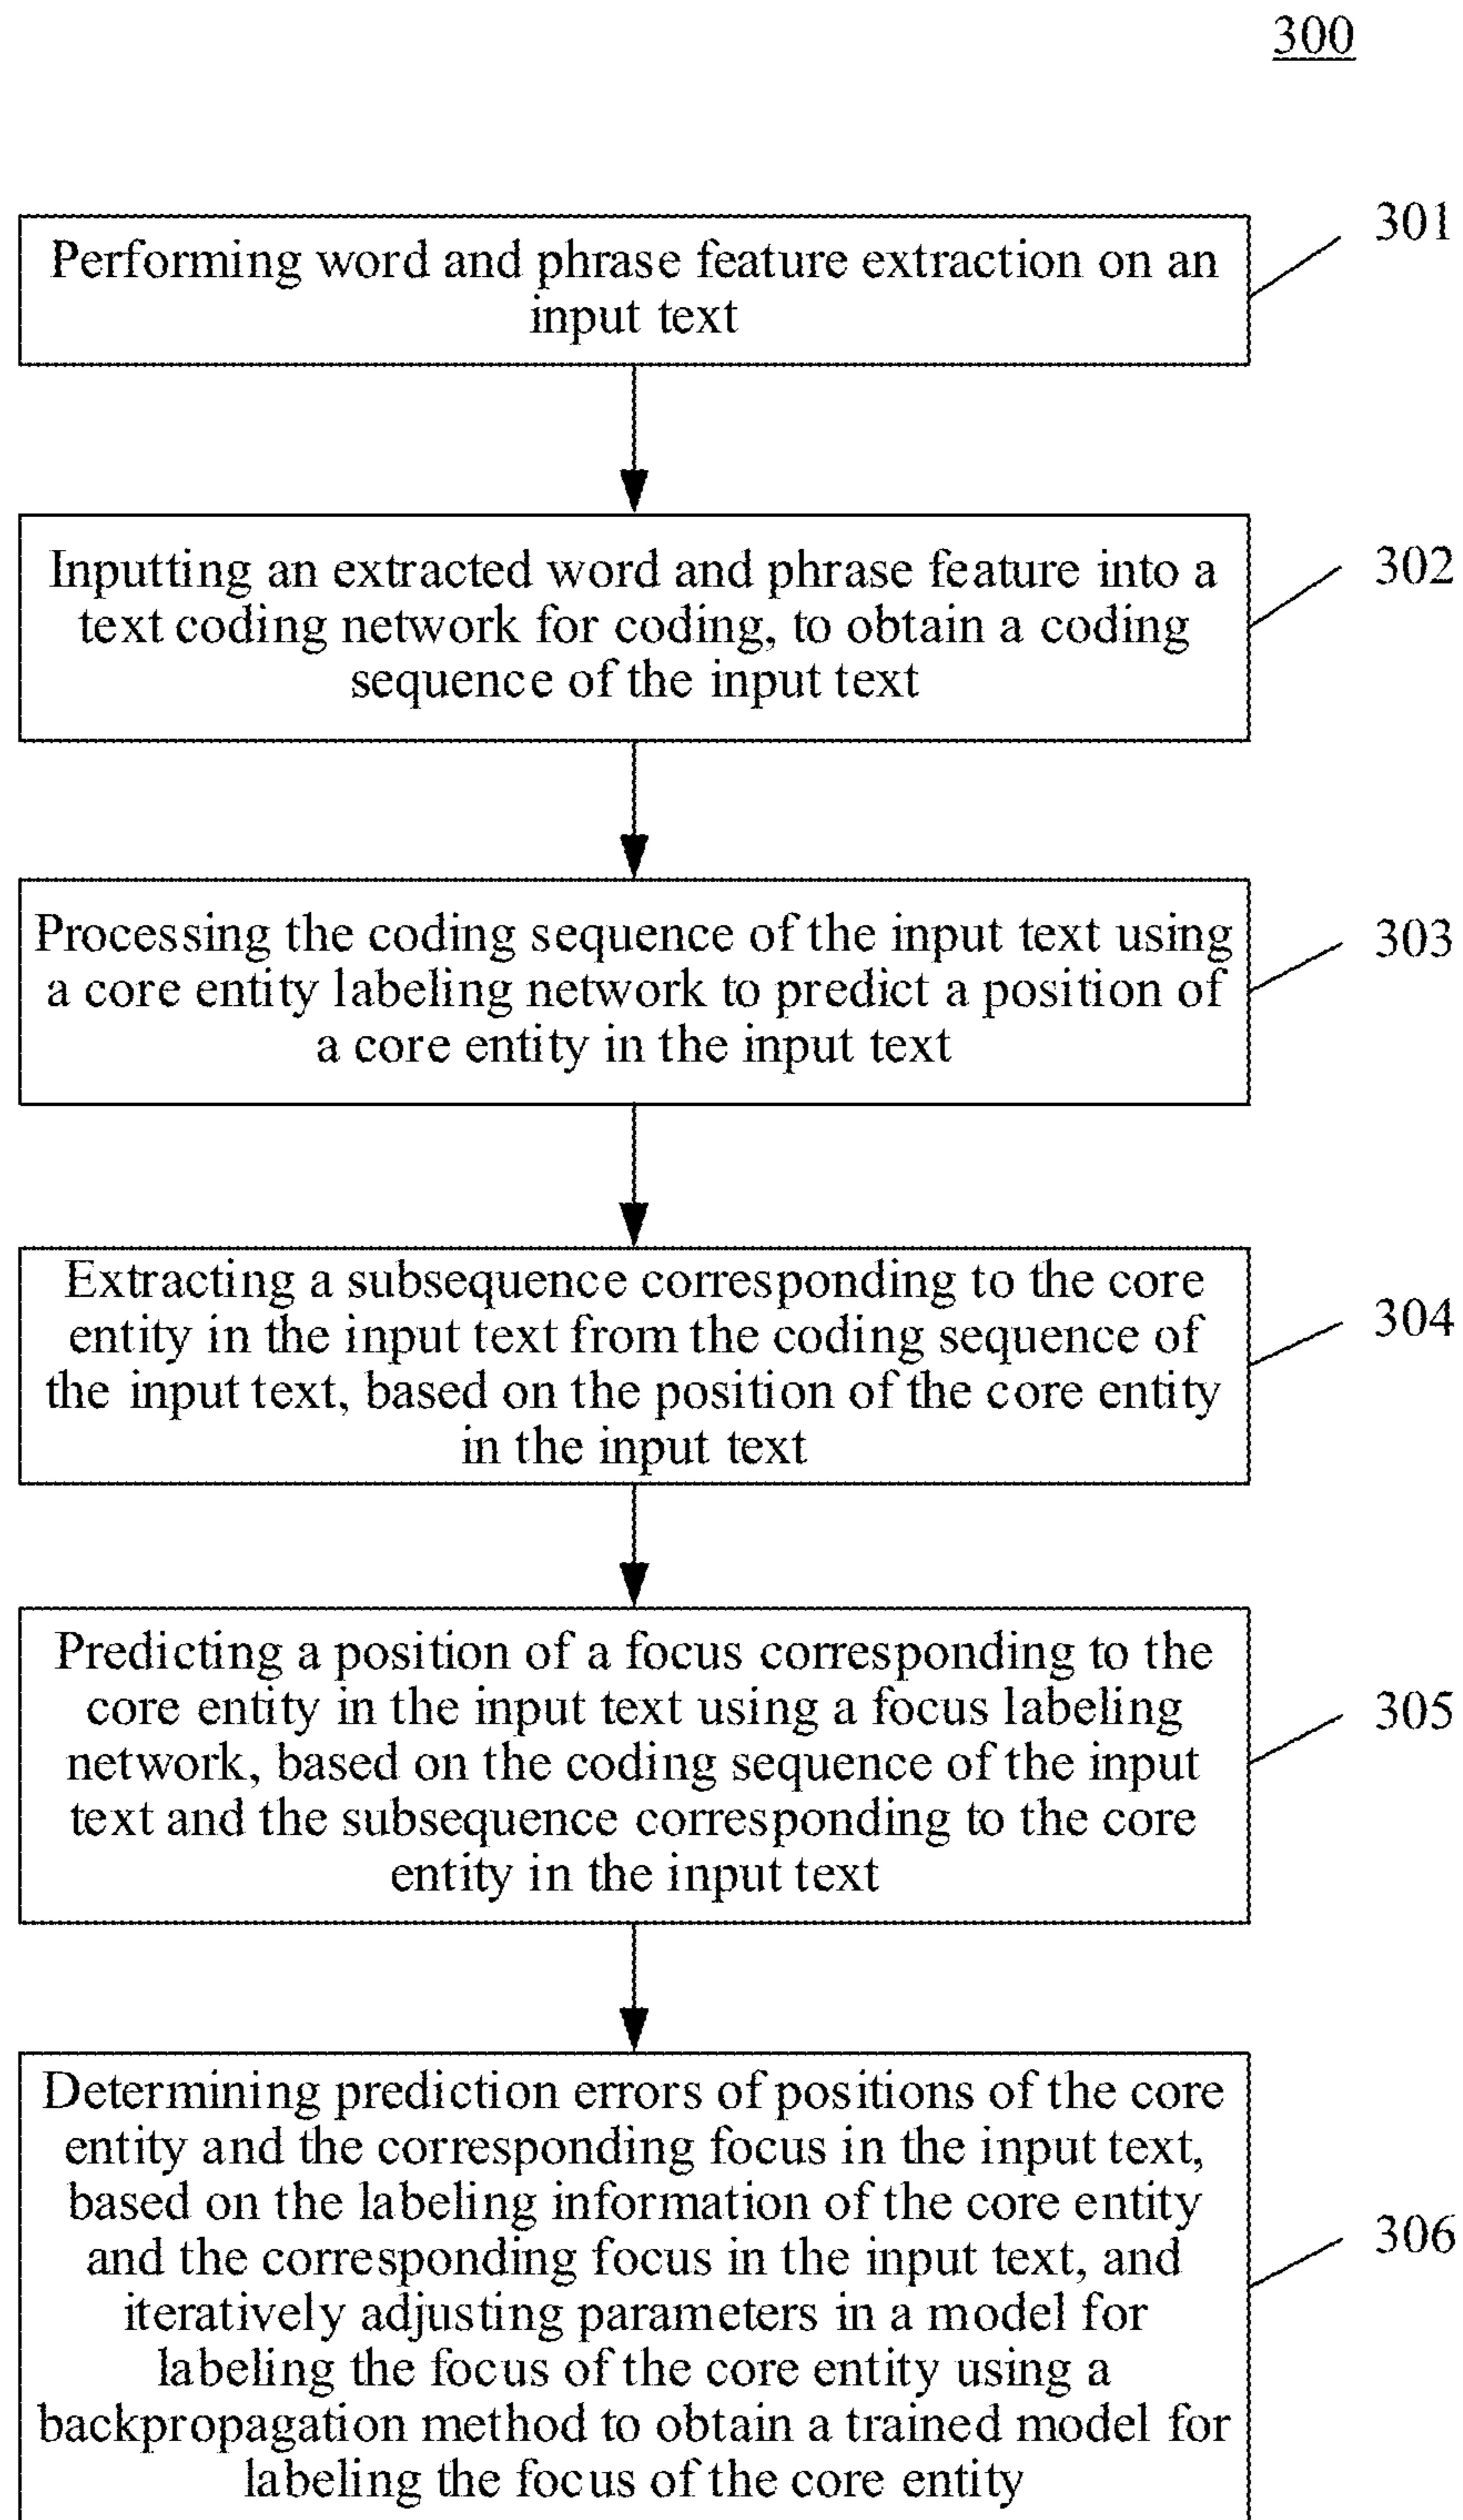 300
301
Performing word and phrase feature extraction on an
input text
302
Inputting an extracted word and phrase feature into a
text coding network for coding, to obtain a coding
sequence of the input text
303
Processing the coding sequence of the input text using
a core entity labeling network to predict a position of
a core entity in the input text
304
Extracting a subsequence corresponding to the core
entity in the input text from the coding sequence of
the input text, based on the position of the core entity
in the input text
305
Predicting a position of a focus corresponding to the
core entity in the input text using a focus labeling
network, based on the coding sequence of the input
text and the subsequence corresponding to the core
entity in the input text
306
Determining prediction errors of positions of the core
entity and the corresponding focus in the input text,
based on the labeling information of the core entity
and the corresponding focus in the input text, and
iteratively adjusting parameters in a model for
labeling the focus of the core entity using a
backpropagation method to obtain a trained model for
labeling the focus of the core entity